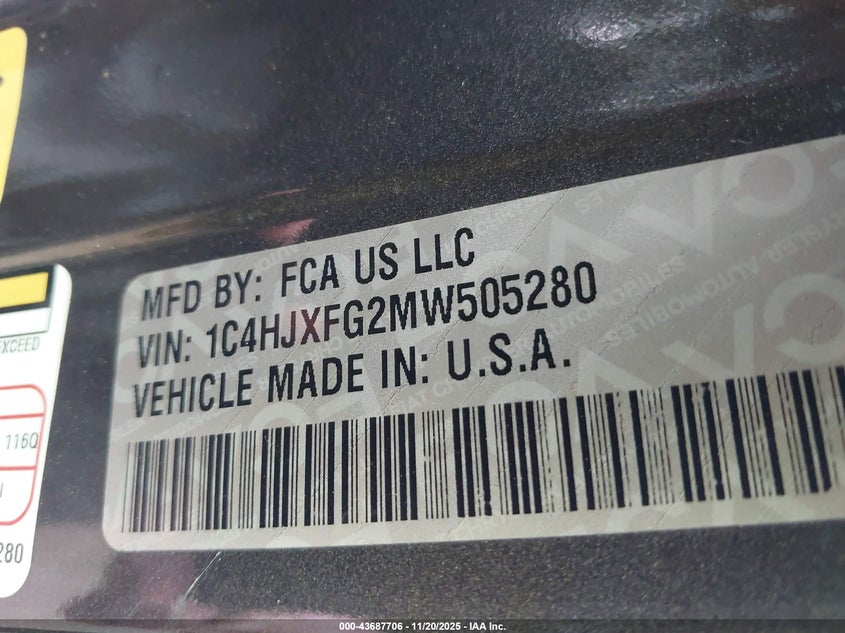 MFD BY: FCA US LLC
VIN: 1C4HJXFG2MW505280
VEHICLE MADE IN: U.S.A.
EXCEED
116Q
280
000-43687706 - 11/20/2025 - IAA Inc.